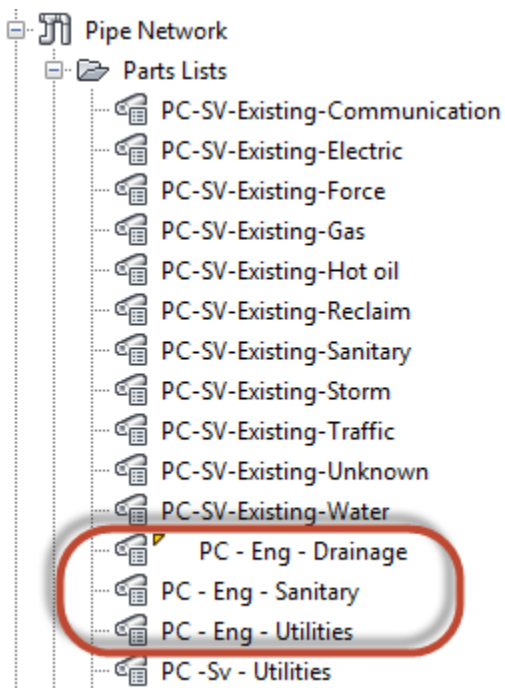 Pipe Network
Parts Lists
PC-SV-Existing-Communication
PC-SV-Existing-Electric
PC-SV-Existing-Force
PC-SV-Existing-Gas
PC-SV-Existing-Hot oil
PC-SV-Existing-Reclaim
PC-SV-Existing-Sanitary
PC-SV-Existing-Storm
PC-SV-Existing-Traffic
PC-SV-Existing-Unknown
PC-SV-Existing-Water
PC - Eng - Drainage
PC - Eng - Sanitary
PC - Eng - Utilities
PC -Sv - Utilities